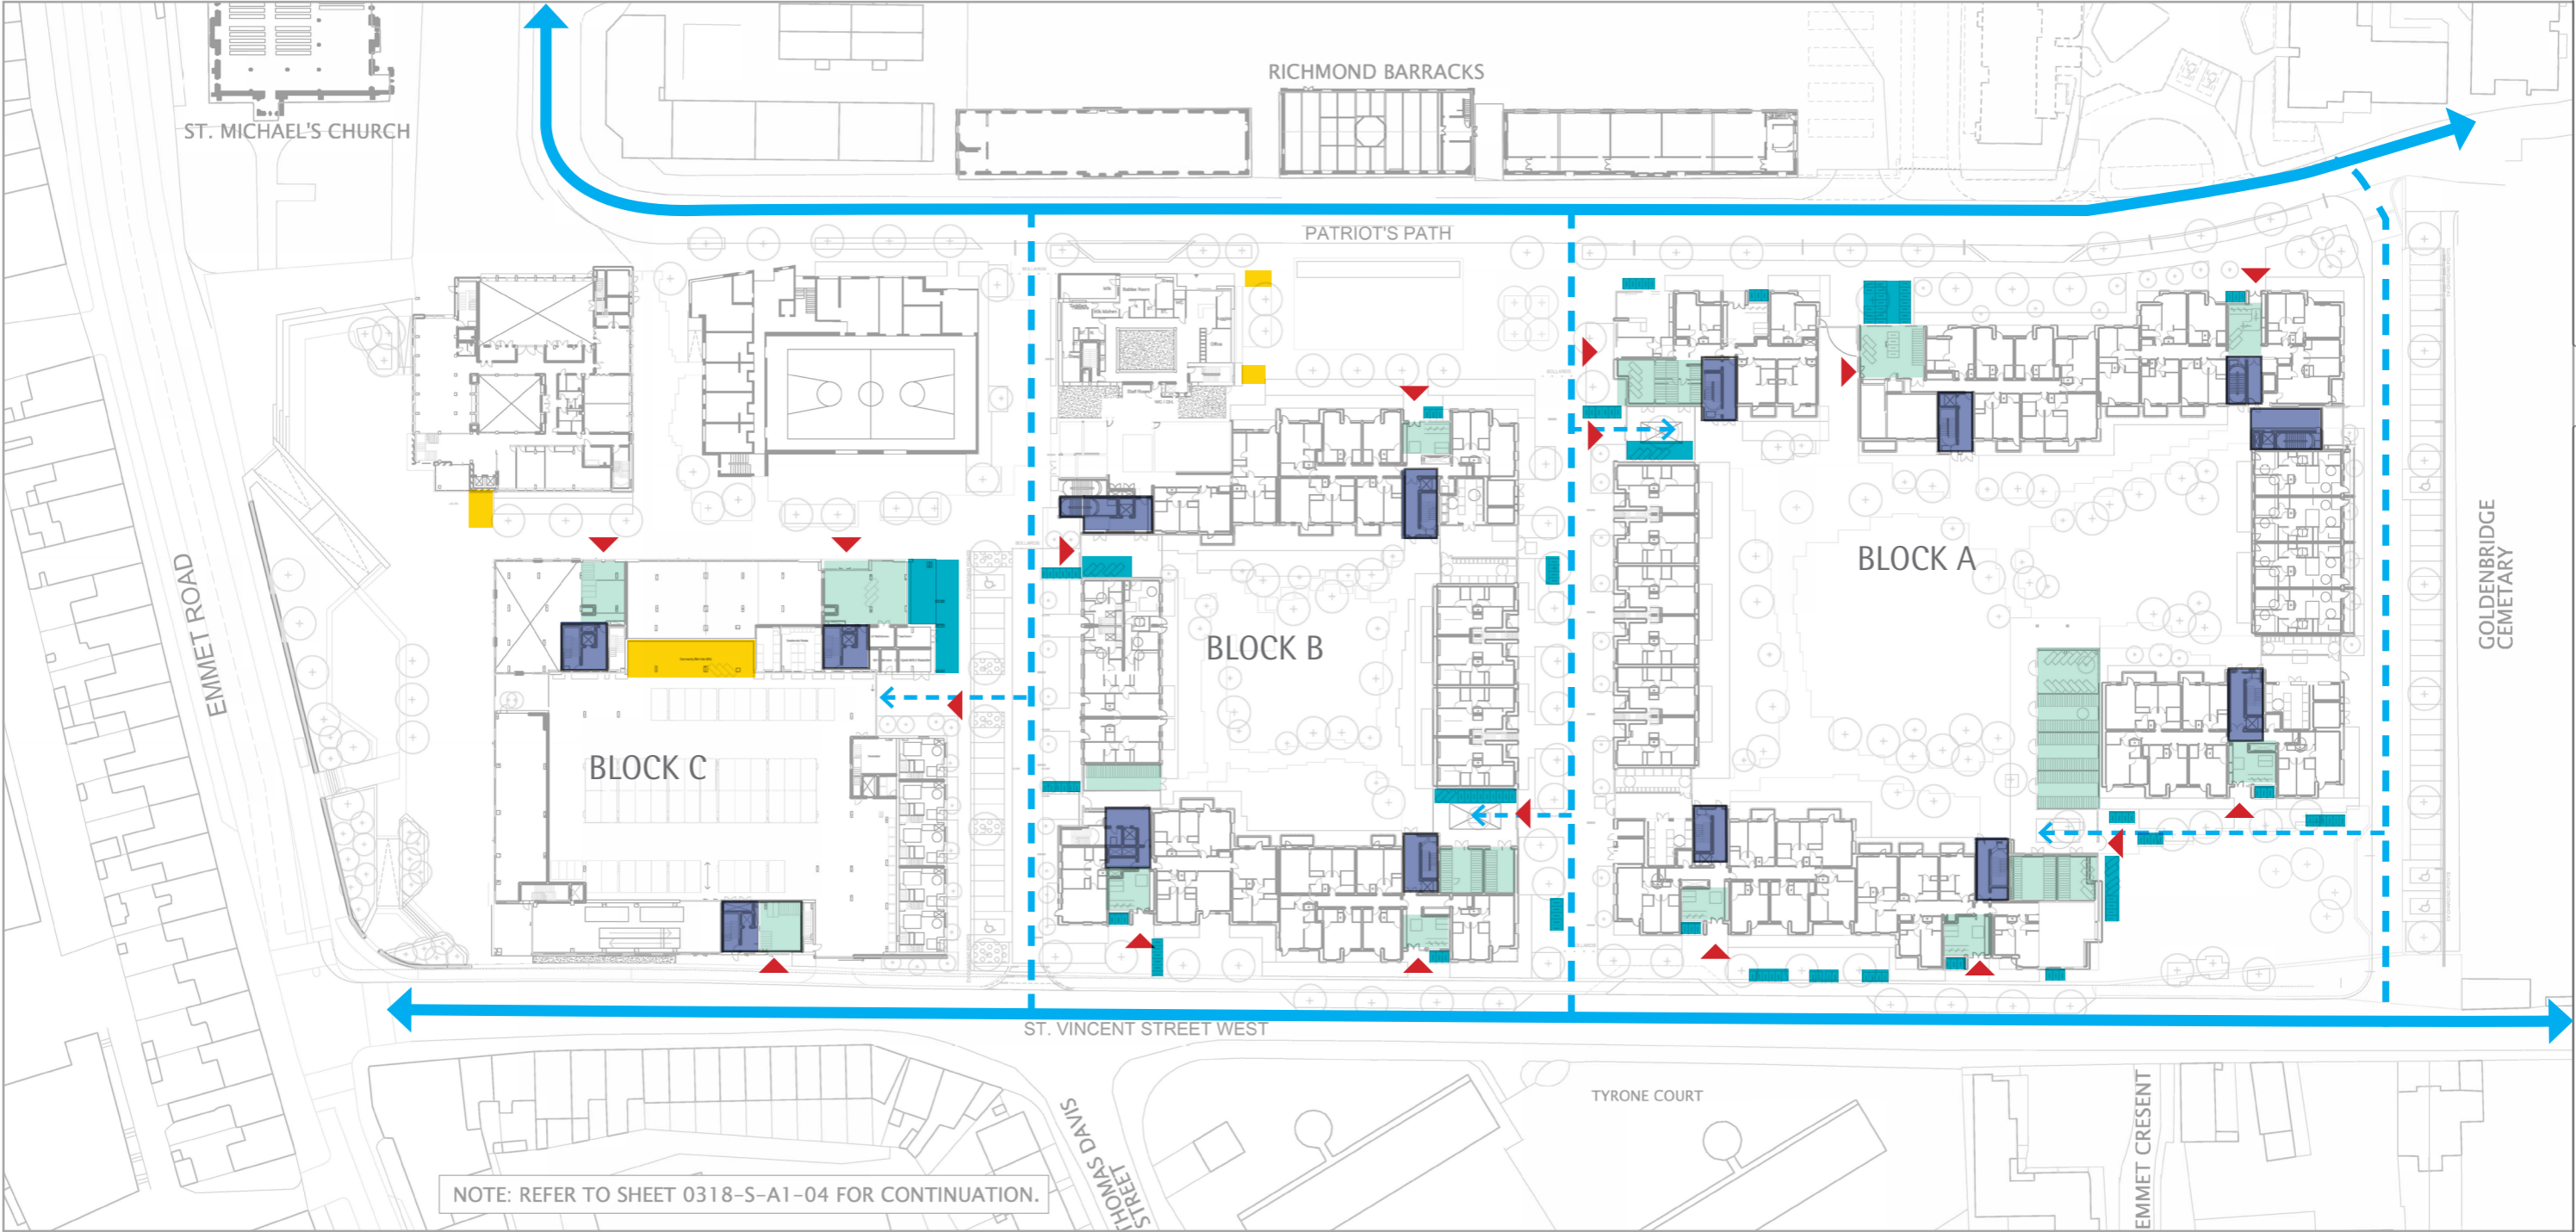 RICHMOND BARRACKS
ST. MICHAEL'S CHURCH
PATRIOT'S PATH
BLOCK A
BLOCK B
BLOCK C
EMMET ROAD
GOLDENBRIDGE
CEMETARY
ST. VINCENT STREET WEST
TYRONE COURT
THOMAS DAVIS
STREET
EMMET CRESENT
NOTE: REFER TO SHEET 0318-S-A1-04 FOR CONTINUATION.